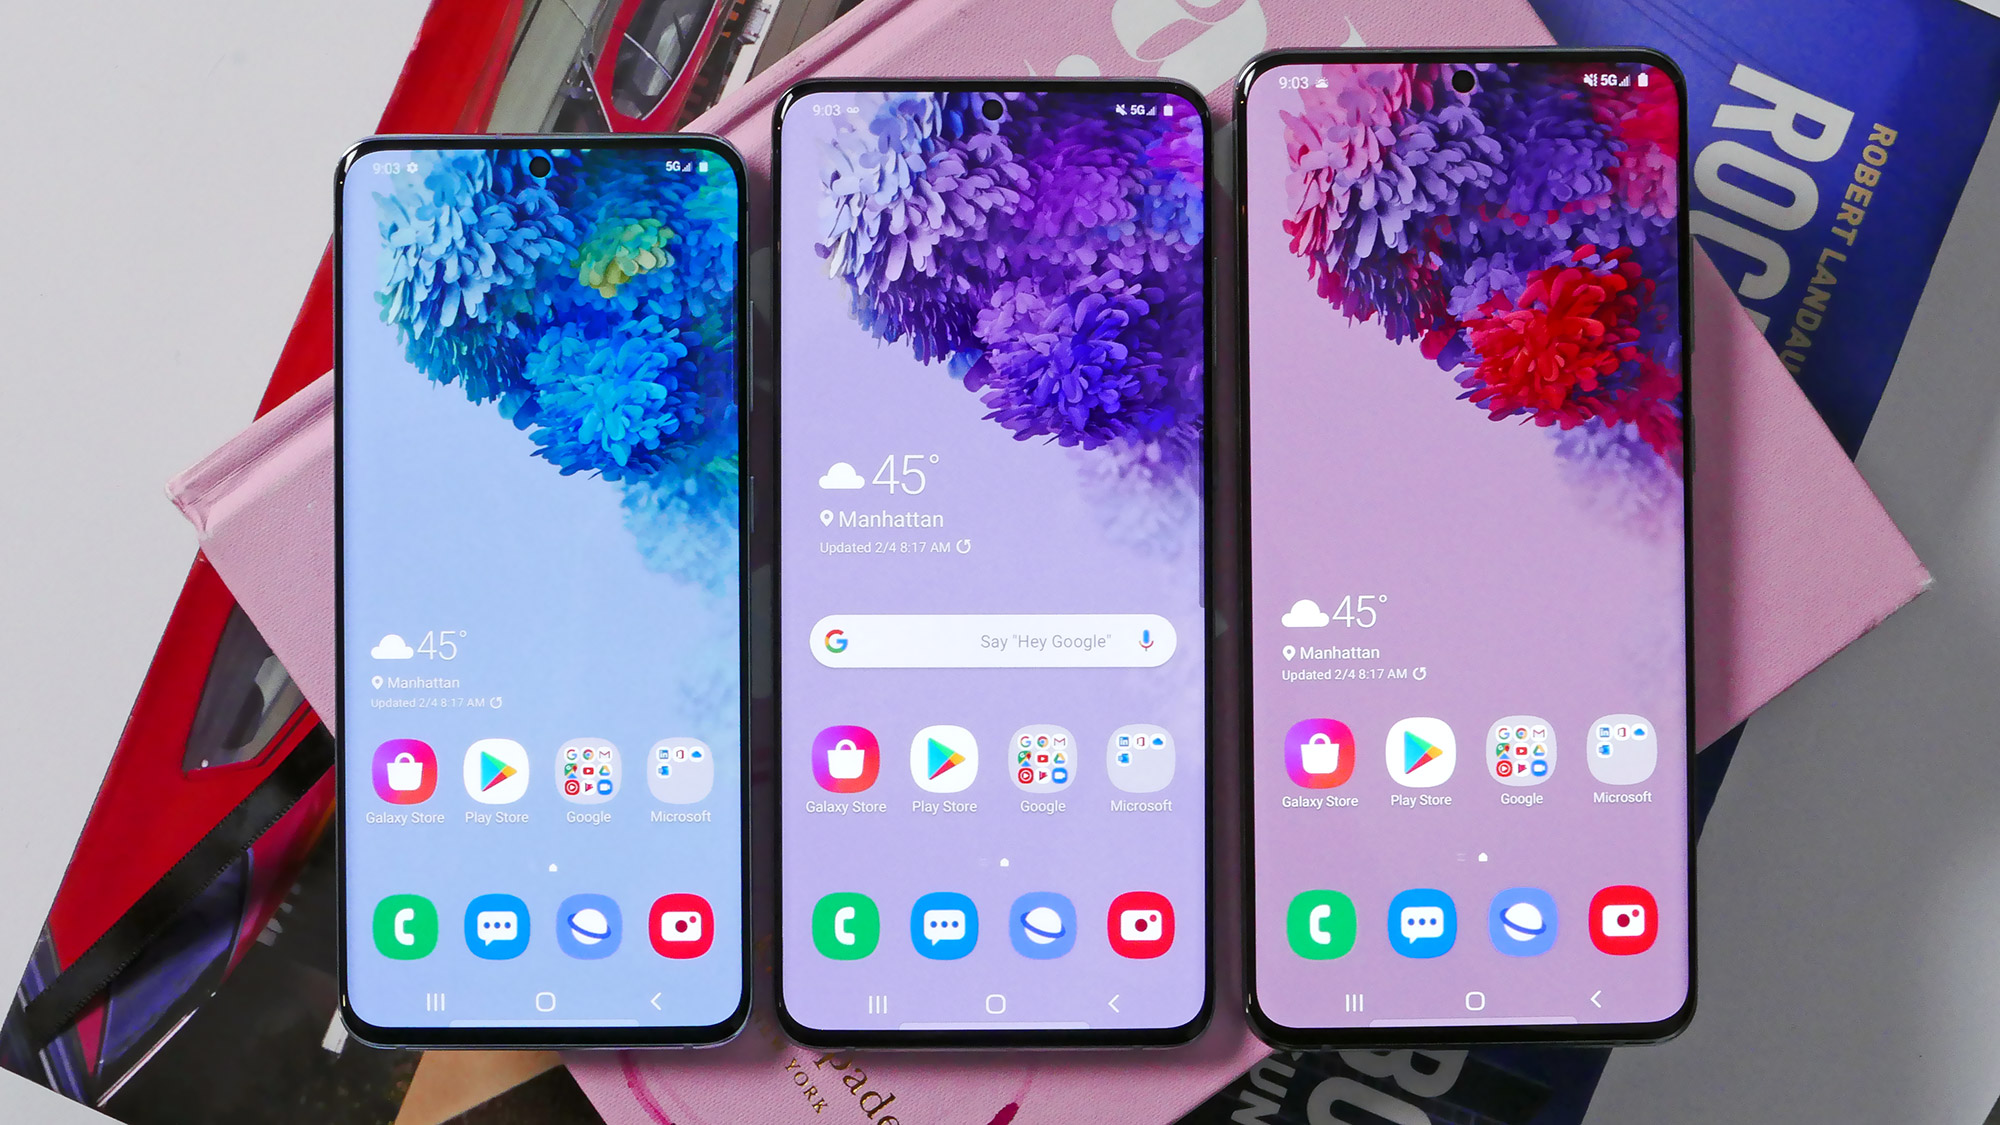 9:03
5G
45°
Manhattan
Updated 2/4 8:17 AM
Galaxy Store
Play Store
Google
Microsoft
9:03
5G
45°
Manhattan
Updated 2/4 8:17 AM
G
Say "Hey Google"
Galaxy Store
Play Store
Google
Microsoft
9:03
5G
45°
Manhattan
Updated 2/4 8:17 AM
Galaxy Store
Play Store
Google
Microsoft
ROBERT LANDAU
YORK